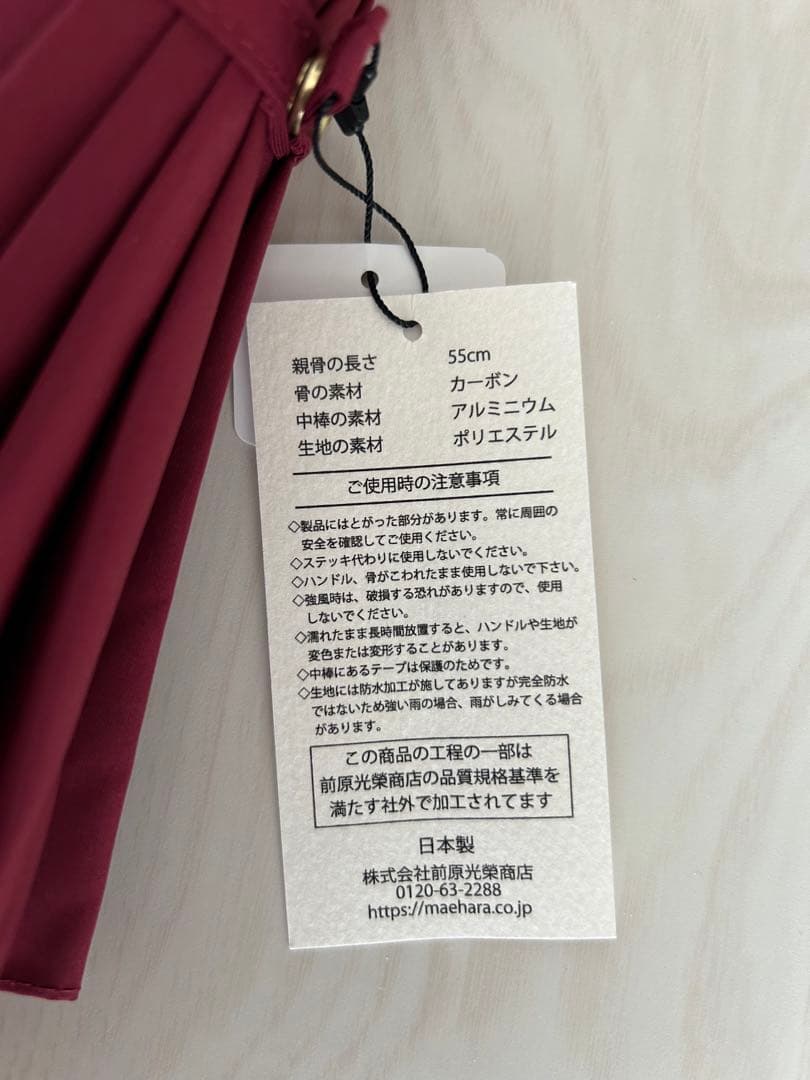 親骨の長さ 55cm
骨の素材 カーボン
中棒の素材 アルミニウム
生地の素材 ポリエステル
ご使用時の注意事項
◇製品にはとがった部分があります。常に周囲の
安全を確認してご使用ください。
◇ステッキ代わりに使用しないでください。
◇ハンドル、骨がこわれたまま使用しないで下さい。
◇強風時は、破損する恐れがありますので、使用
しないでください。
◇濡れたまま長時間放置すると、ハンドルや生地が
変色または変形することがあります。
◇中棒にあるテープは保護のためです。
◇生地には防水加工が施してありますが完全防水
ではないため強い雨の場合、雨がしみてくる場合
があります。
この商品の工程の一部は
前原光榮商店の品質規格基準を
満たす社外で加工されてます
日本製
株式会社前原光榮商店
0120-63-2288
https://maehara.co.jp